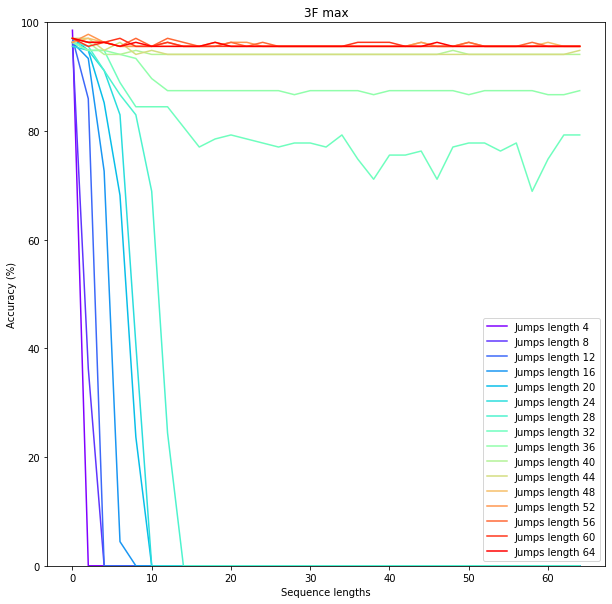 3F max
Accuracy (%)
100
80
60
40
20
0
0 10 20 30 40 50 60
Sequence lengths
Jumps length 4
Jumps length 8
Jumps length 12
Jumps length 16
Jumps length 20
Jumps length 24
Jumps length 28
Jumps length 32
Jumps length 36
Jumps length 40
Jumps length 44
Jumps length 48
Jumps length 52
Jumps length 56
Jumps length 60
Jumps length 64